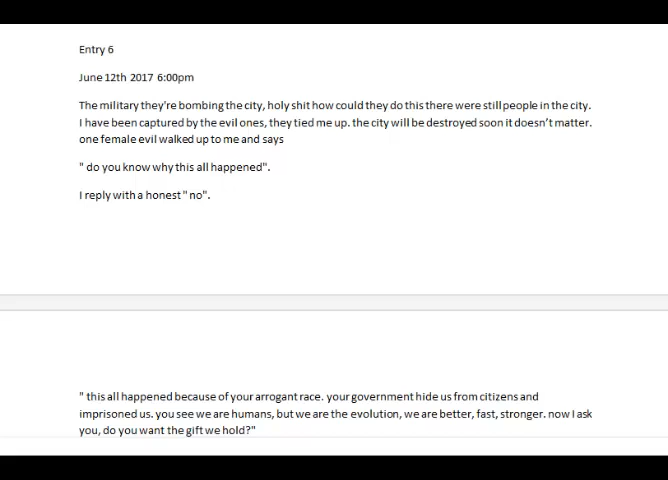 Entry 6
June 12th 2017 6:00pm
The military they're bombing the city, holy shit how could they do this there were still people in the city.
I have been captured by the evil ones, they tied me up. the city will be destroyed soon it doesn't matter.
one female evil walked up to me and says
" do you know why this all happened".
I reply with a honest " no".
" this all happened because of your arrogant race. your government hide us from citizens and
imprisoned us. you see we are humans, but we are the evolution, we are better, fast, stronger. now I ask
you, do you want the gift we hold?"